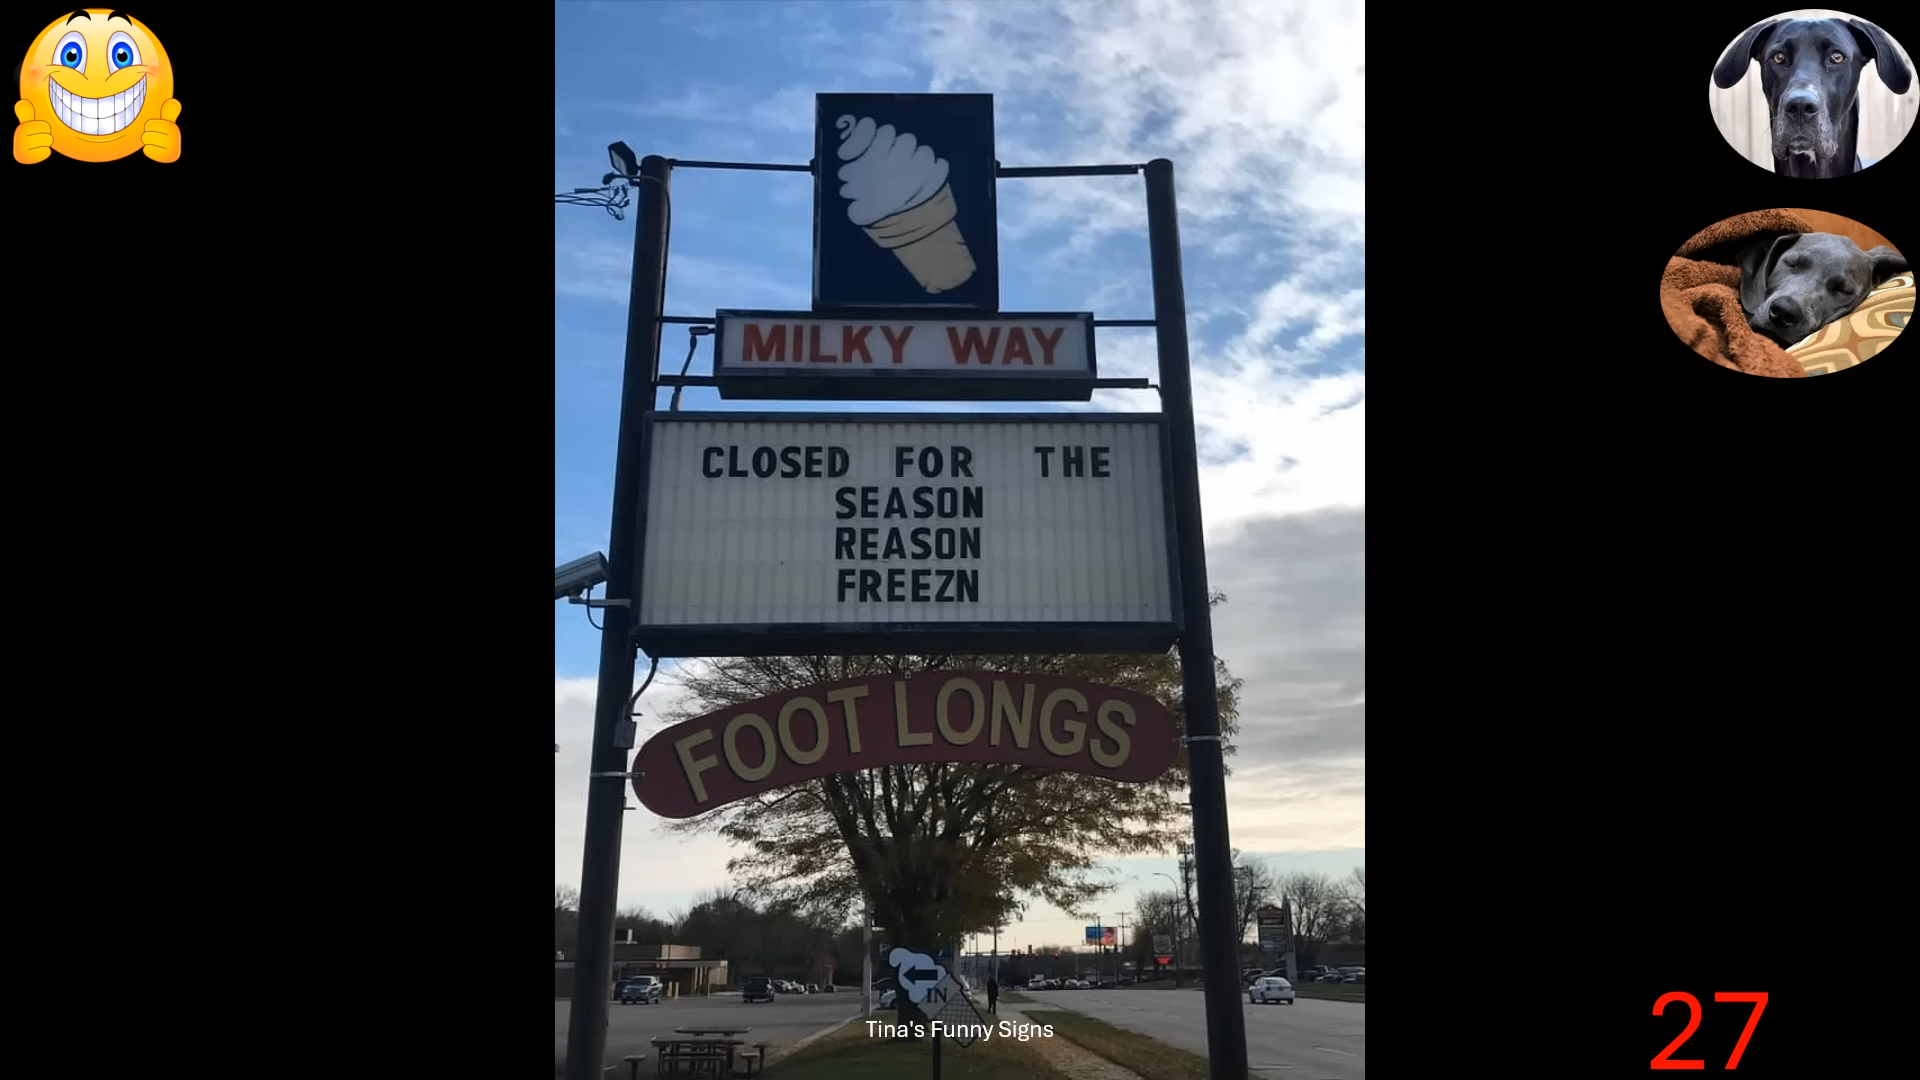 MILKY WAY
CLOSED FOR THE
SEASON
REASON
FREEZN
FOOT LONGS
IN
Tina's Funny Signs
27